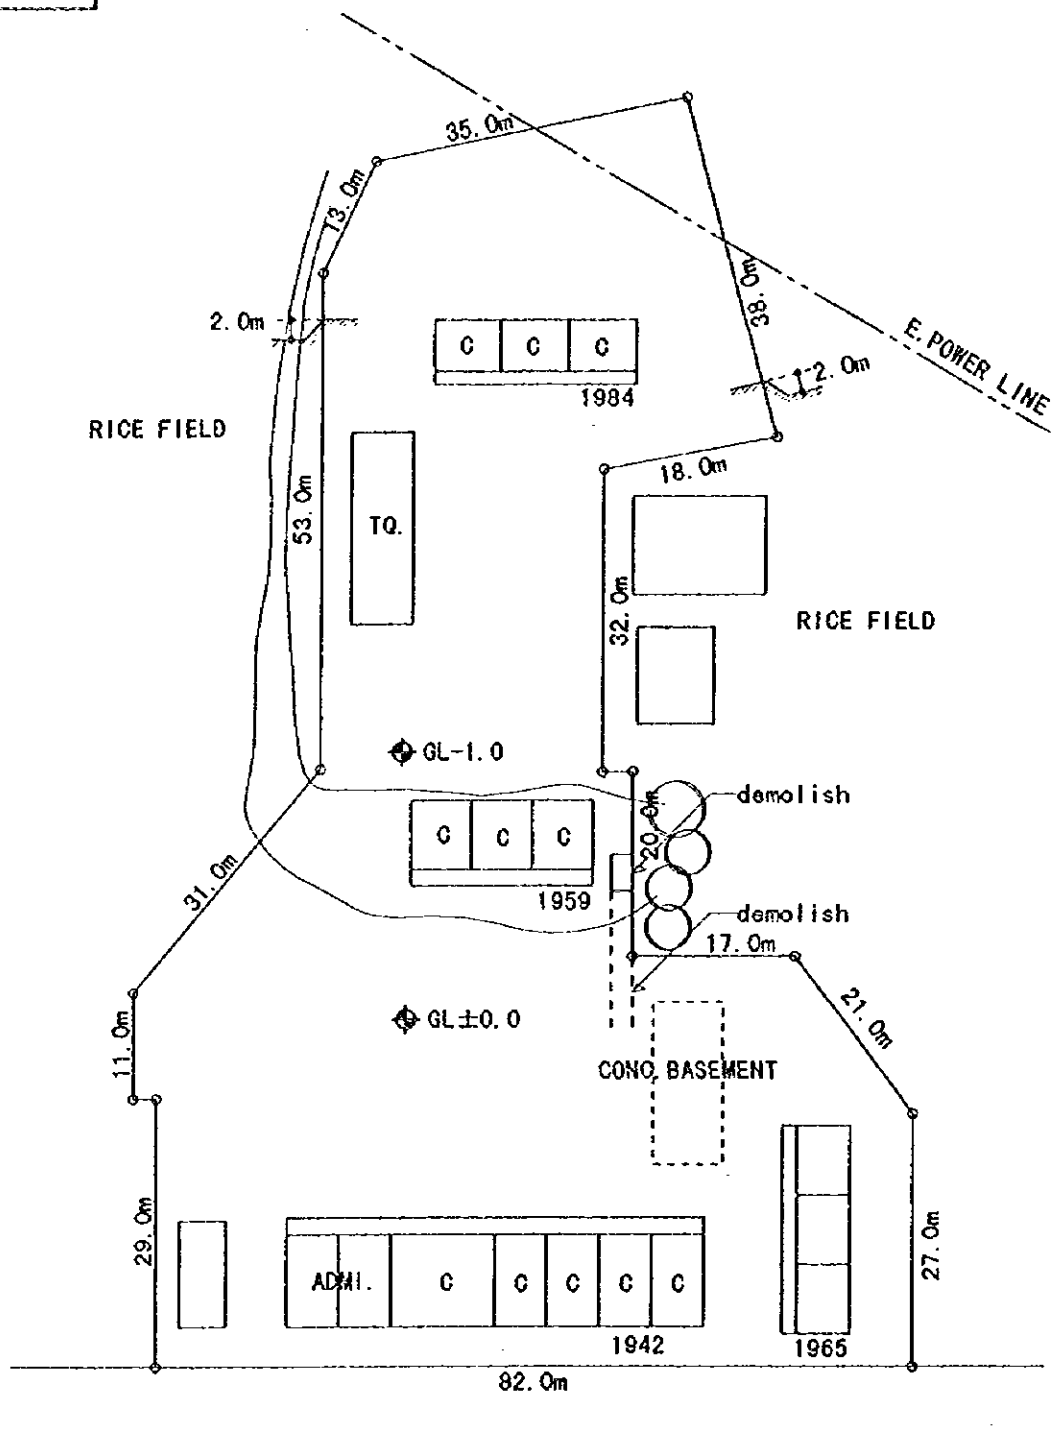 35.0m
13.0m
38.0m
2.0m
E.POWER LINE
C C C
2.0m
1984
RICE FIELD
18.0m
53.0m
TQ.
32.0m
RICE FIELD
GL-1.0
demolish
20.0m
C C C
31.0m
1959
demolish
17.0m
21.0m
11.0m
GL±0.0
CONC.BASEMENT
29.0m
27.0m
ADMI. C C C C C
1942
1965
82.0m